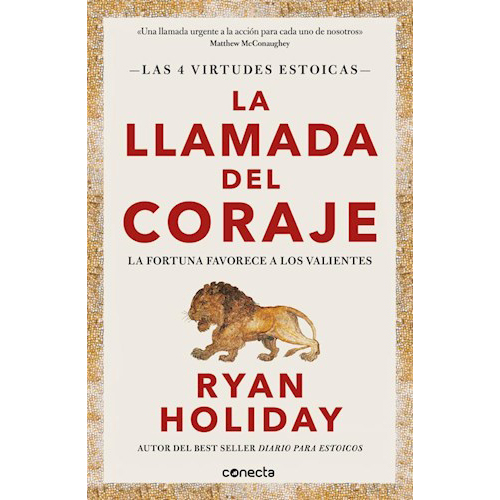 «Una llamada urgente a la acción para cada uno de nosotros»
Matthew McConaughey
—LAS 4 VIRTUDES ESTOICAS—
LA
LLAMADA
DEL
CORAJE
LA FORTUNA FAVORECE A LOS VALIENTES
RYAN
HOLIDAY
AUTOR DEL BEST SELLER DIARIO PARA ESTOICOS
conecta